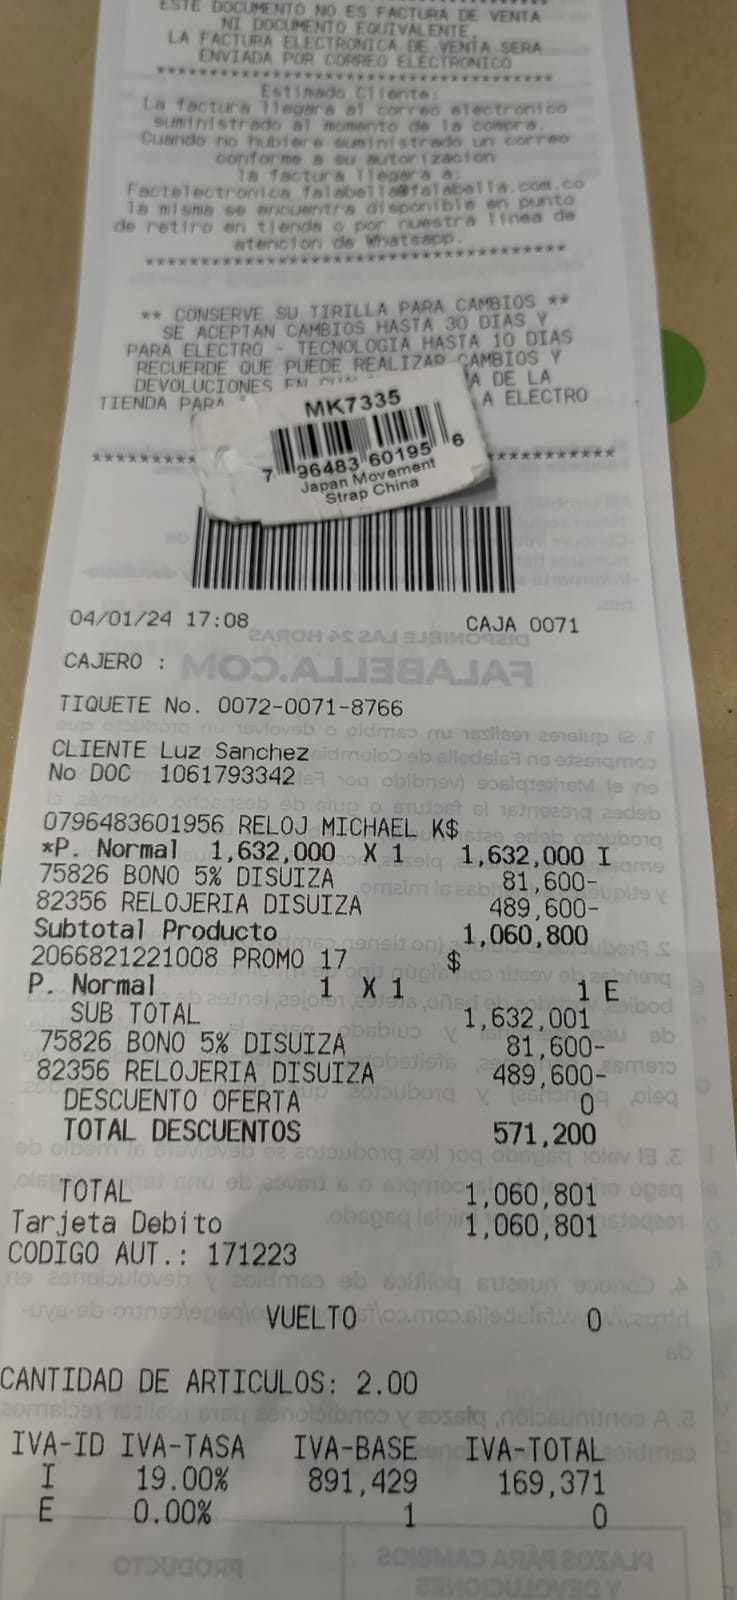 ESTE DOCUMENTO NO ES FACTURA DE VENTA
NI DOCUMENTO EQUIVALENTE
LA FACTURA ELECTRONICA DE VENTA SERA
ENVIADA POR CORREO ELECTRONICO
**************************************
Estimado Cliente:
La factura llegara al correo electronico
suministrado al momento de la compra.
Cuando no hubiere suministrado un correo
conforme a su autorizacion
la factura llegara a:
Factelectronica_falabella@falabella.com.co
la misma se encuentra disponible en punto
de retiro en tienda o por nuestra linea de
atencion de Whatsapp.
**************************************
** CONSERVE SU TIRILLA PARA CAMBIOS **
SE ACEPTAN CAMBIOS HASTA 30 DIAS Y
PARA ELECTRO - TECNOLOGIA HASTA 10 DIAS
RECUERDE QUE PUEDE REALIZAR CAMBIOS Y
DEVOLUCIONES EN DE LA
TIENDA PARA A ELECTRO
MK7335
7 96483 60195 6
Japan Movement
Strap China
04/01/24 17:08 CAJA 0071
CAJERO :
TIQUETE No. 0072-0071-8766
CLIENTE Luz Sanchez
No DOC 1061793342
0796483601956 RELOJ MICHAEL K$
*P. Normal 1,632,000 X 1 1,632,000 I
75826 BONO 5% DISUIZA 81,600-
82356 RELOJERIA DISUIZA 489,600-
Subtotal Producto 1,060,800
2066821221008 PROMO 17 $
P. Normal 1 X 1 1 E
SUB TOTAL 1,632,001
75826 BONO 5% DISUIZA 81,600-
82356 RELOJERIA DISUIZA 489,600-
DESCUENTO OFERTA 0
TOTAL DESCUENTOS 571,200
TOTAL 1,060,801
Tarjeta Debito 1,060,801
CODIGO AUT.: 171223
VUELTO 0
CANTIDAD DE ARTICULOS: 2.00
IVA-ID IVA-TASA IVA-BASE IVA-TOTAL
I 19.00% 891,429 169,371
E 0.00% 1 0